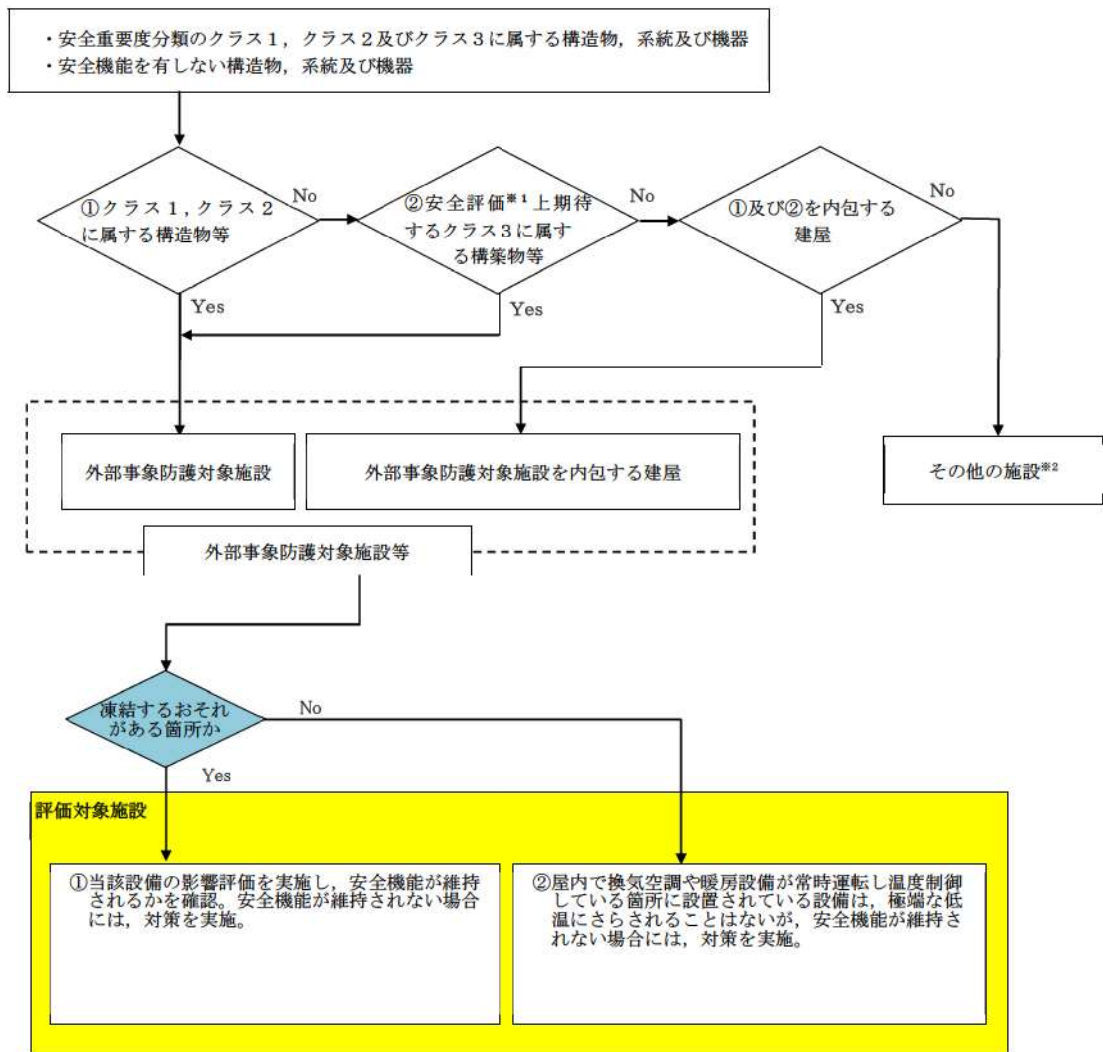 ・安全重要度分類のクラス１，クラス２及びクラス３に属する構造物，系統及び機器
・安全機能を有しない構造物，系統及び機器
①クラス１，クラス２
に属する構造物等
No
②安全評価※１上期待
するクラス３に属す
る構築物等
No
①及び②を内包する
建屋
No
Yes
Yes
Yes
外部事象防護対象施設
外部事象防護対象施設を内包する建屋
その他の施設※2
外部事象防護対象施設等
凍結するおそれ
がある箇所か
No
Yes
評価対象施設
①当該設備の影響評価を実施し，安全機能が維持
されるかを確認。安全機能が維持されない場合
には，対策を実施。
②屋内で換気空調や暖房設備が常時運転し温度制御
している箇所に設置されている設備は，極端な低
温にさらされることはないが，安全機能が維持さ
れない場合には，対策を実施。